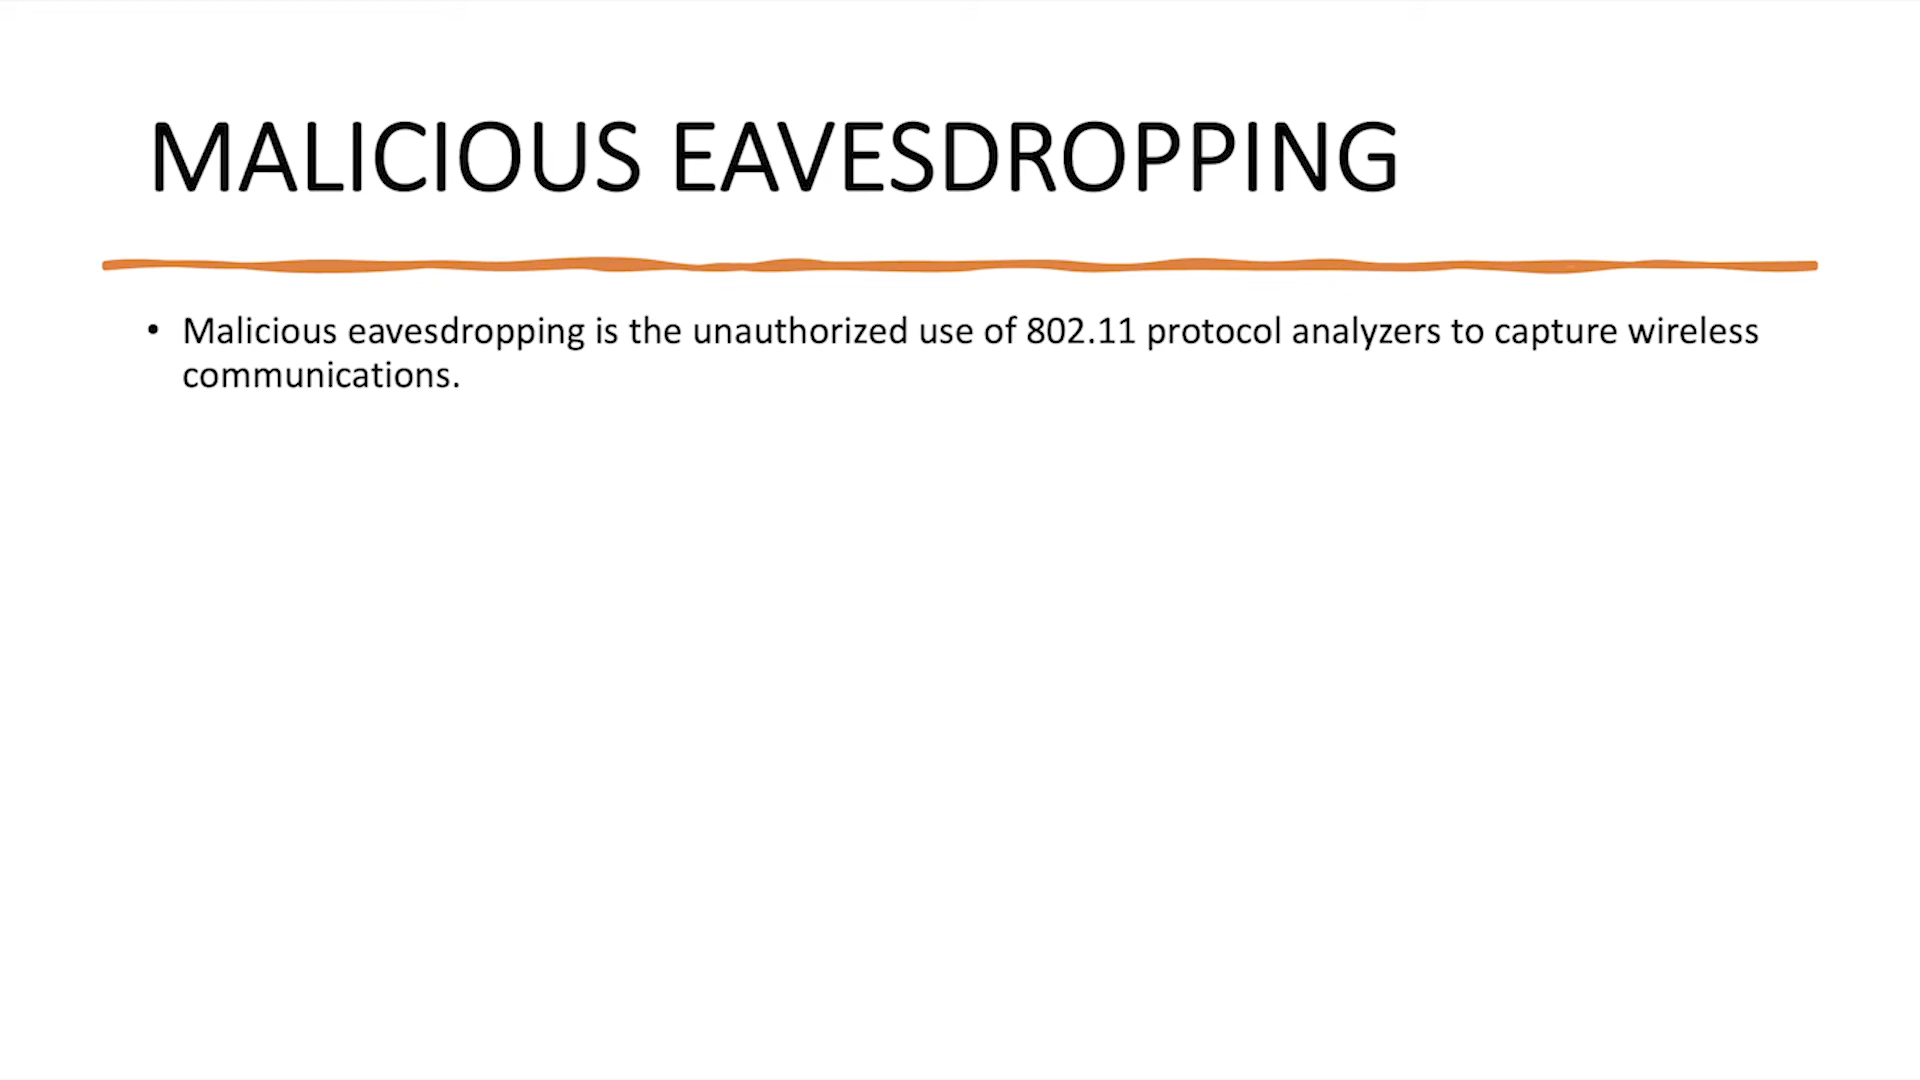 MALICIOUS EAVESDROPPING
• Malicious eavesdropping is the unauthorized use of 802.11 protocol analyzers to capture wireless
communications.